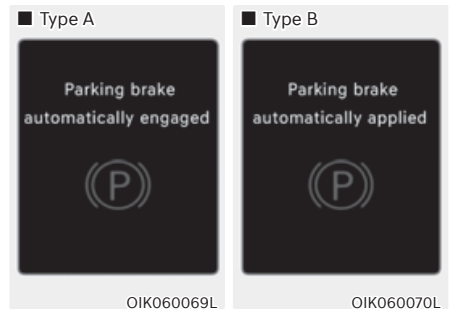 ■ Type A
Parking brake
automatically engaged
P
OIK060069L
■ Type B
Parking brake
automatically applied
P
OIK060070L